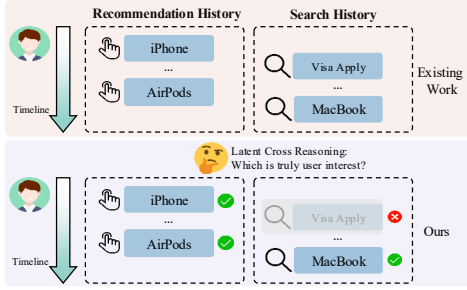 Recommendation History
Search History
iPhone
...
AirPods
Visa Apply
...
MacBook
Existing
Work
Timeline
Latent Cross Reasoning:
Which is truly user interest?
iPhone
...
AirPods
Visa Apply
...
MacBook
Ours
Timeline